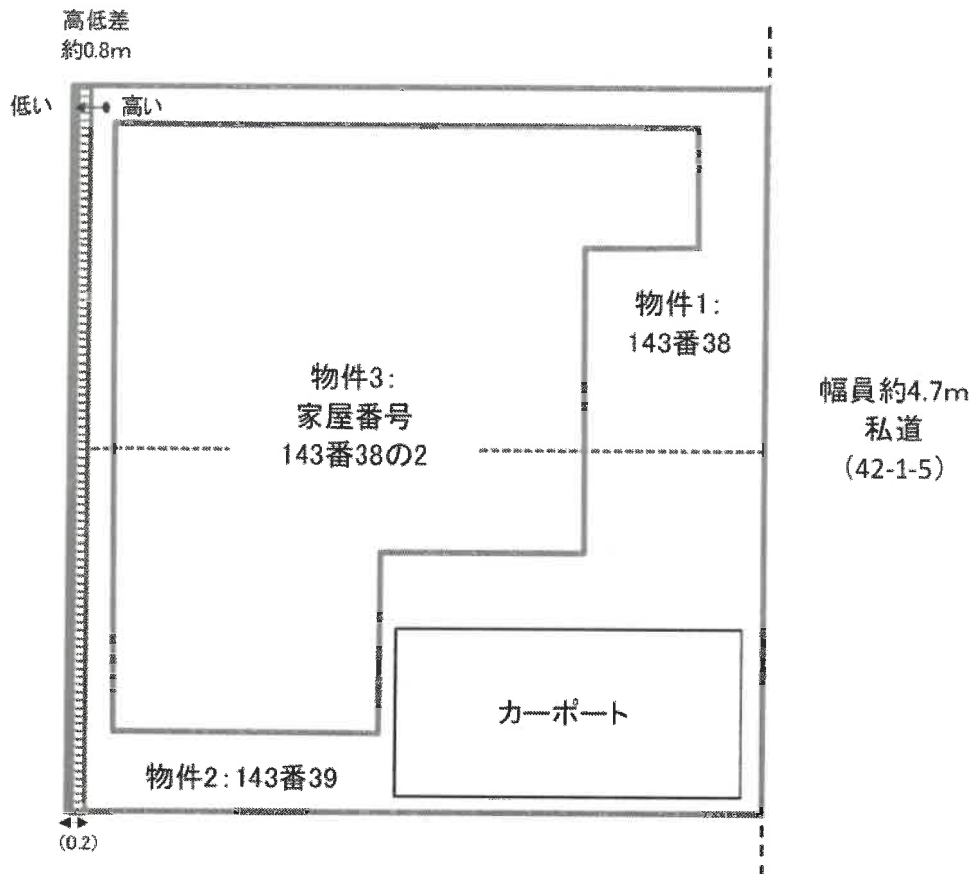 高低差
約0.8m
低い
高い
物件1:
143番38
物件3:
家屋番号
143番38の2
幅員約4.7m
私道
(42-1-5)
カーポート
物件2:143番39
(0.2)